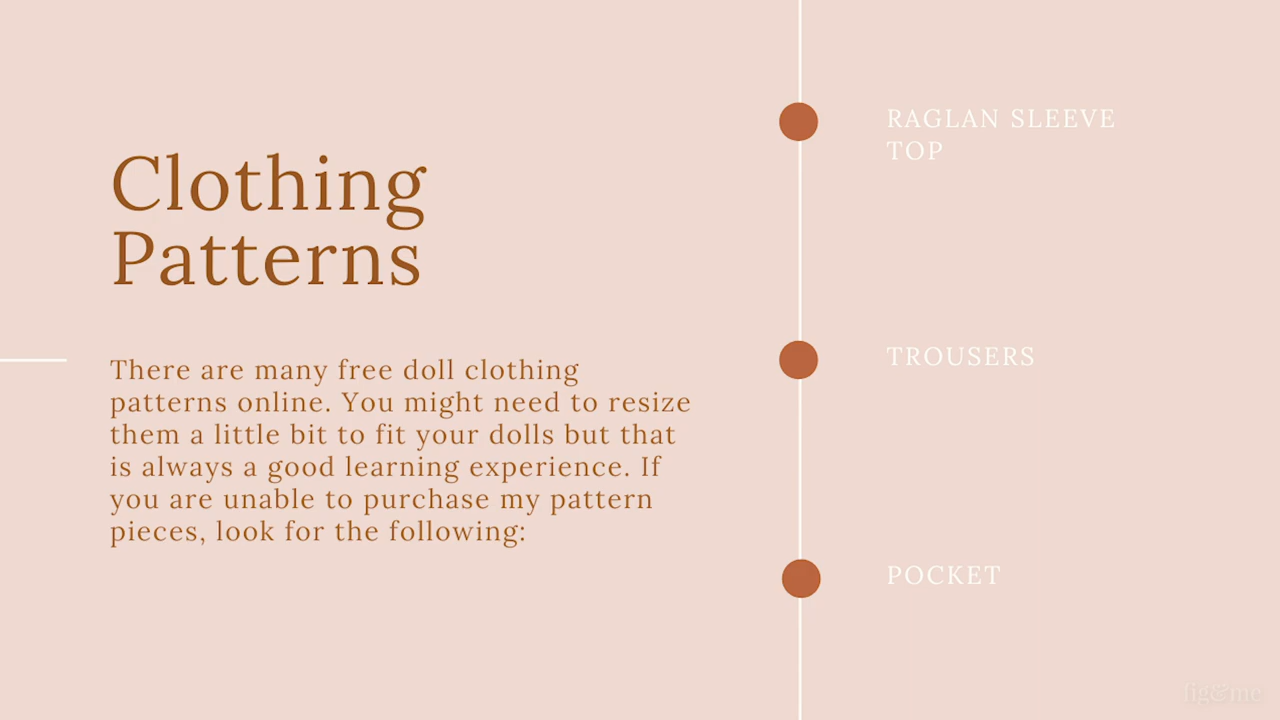 Clothing
Patterns
There are many free doll clothing
patterns online. You might need to resize
them a little bit to fit your dolls but that
is always a good learning experience. If
you are unable to purchase my pattern
pieces, look for the following:
RAGLAN SLEEVE
TOP
TROUSERS
POCKET
fig&me